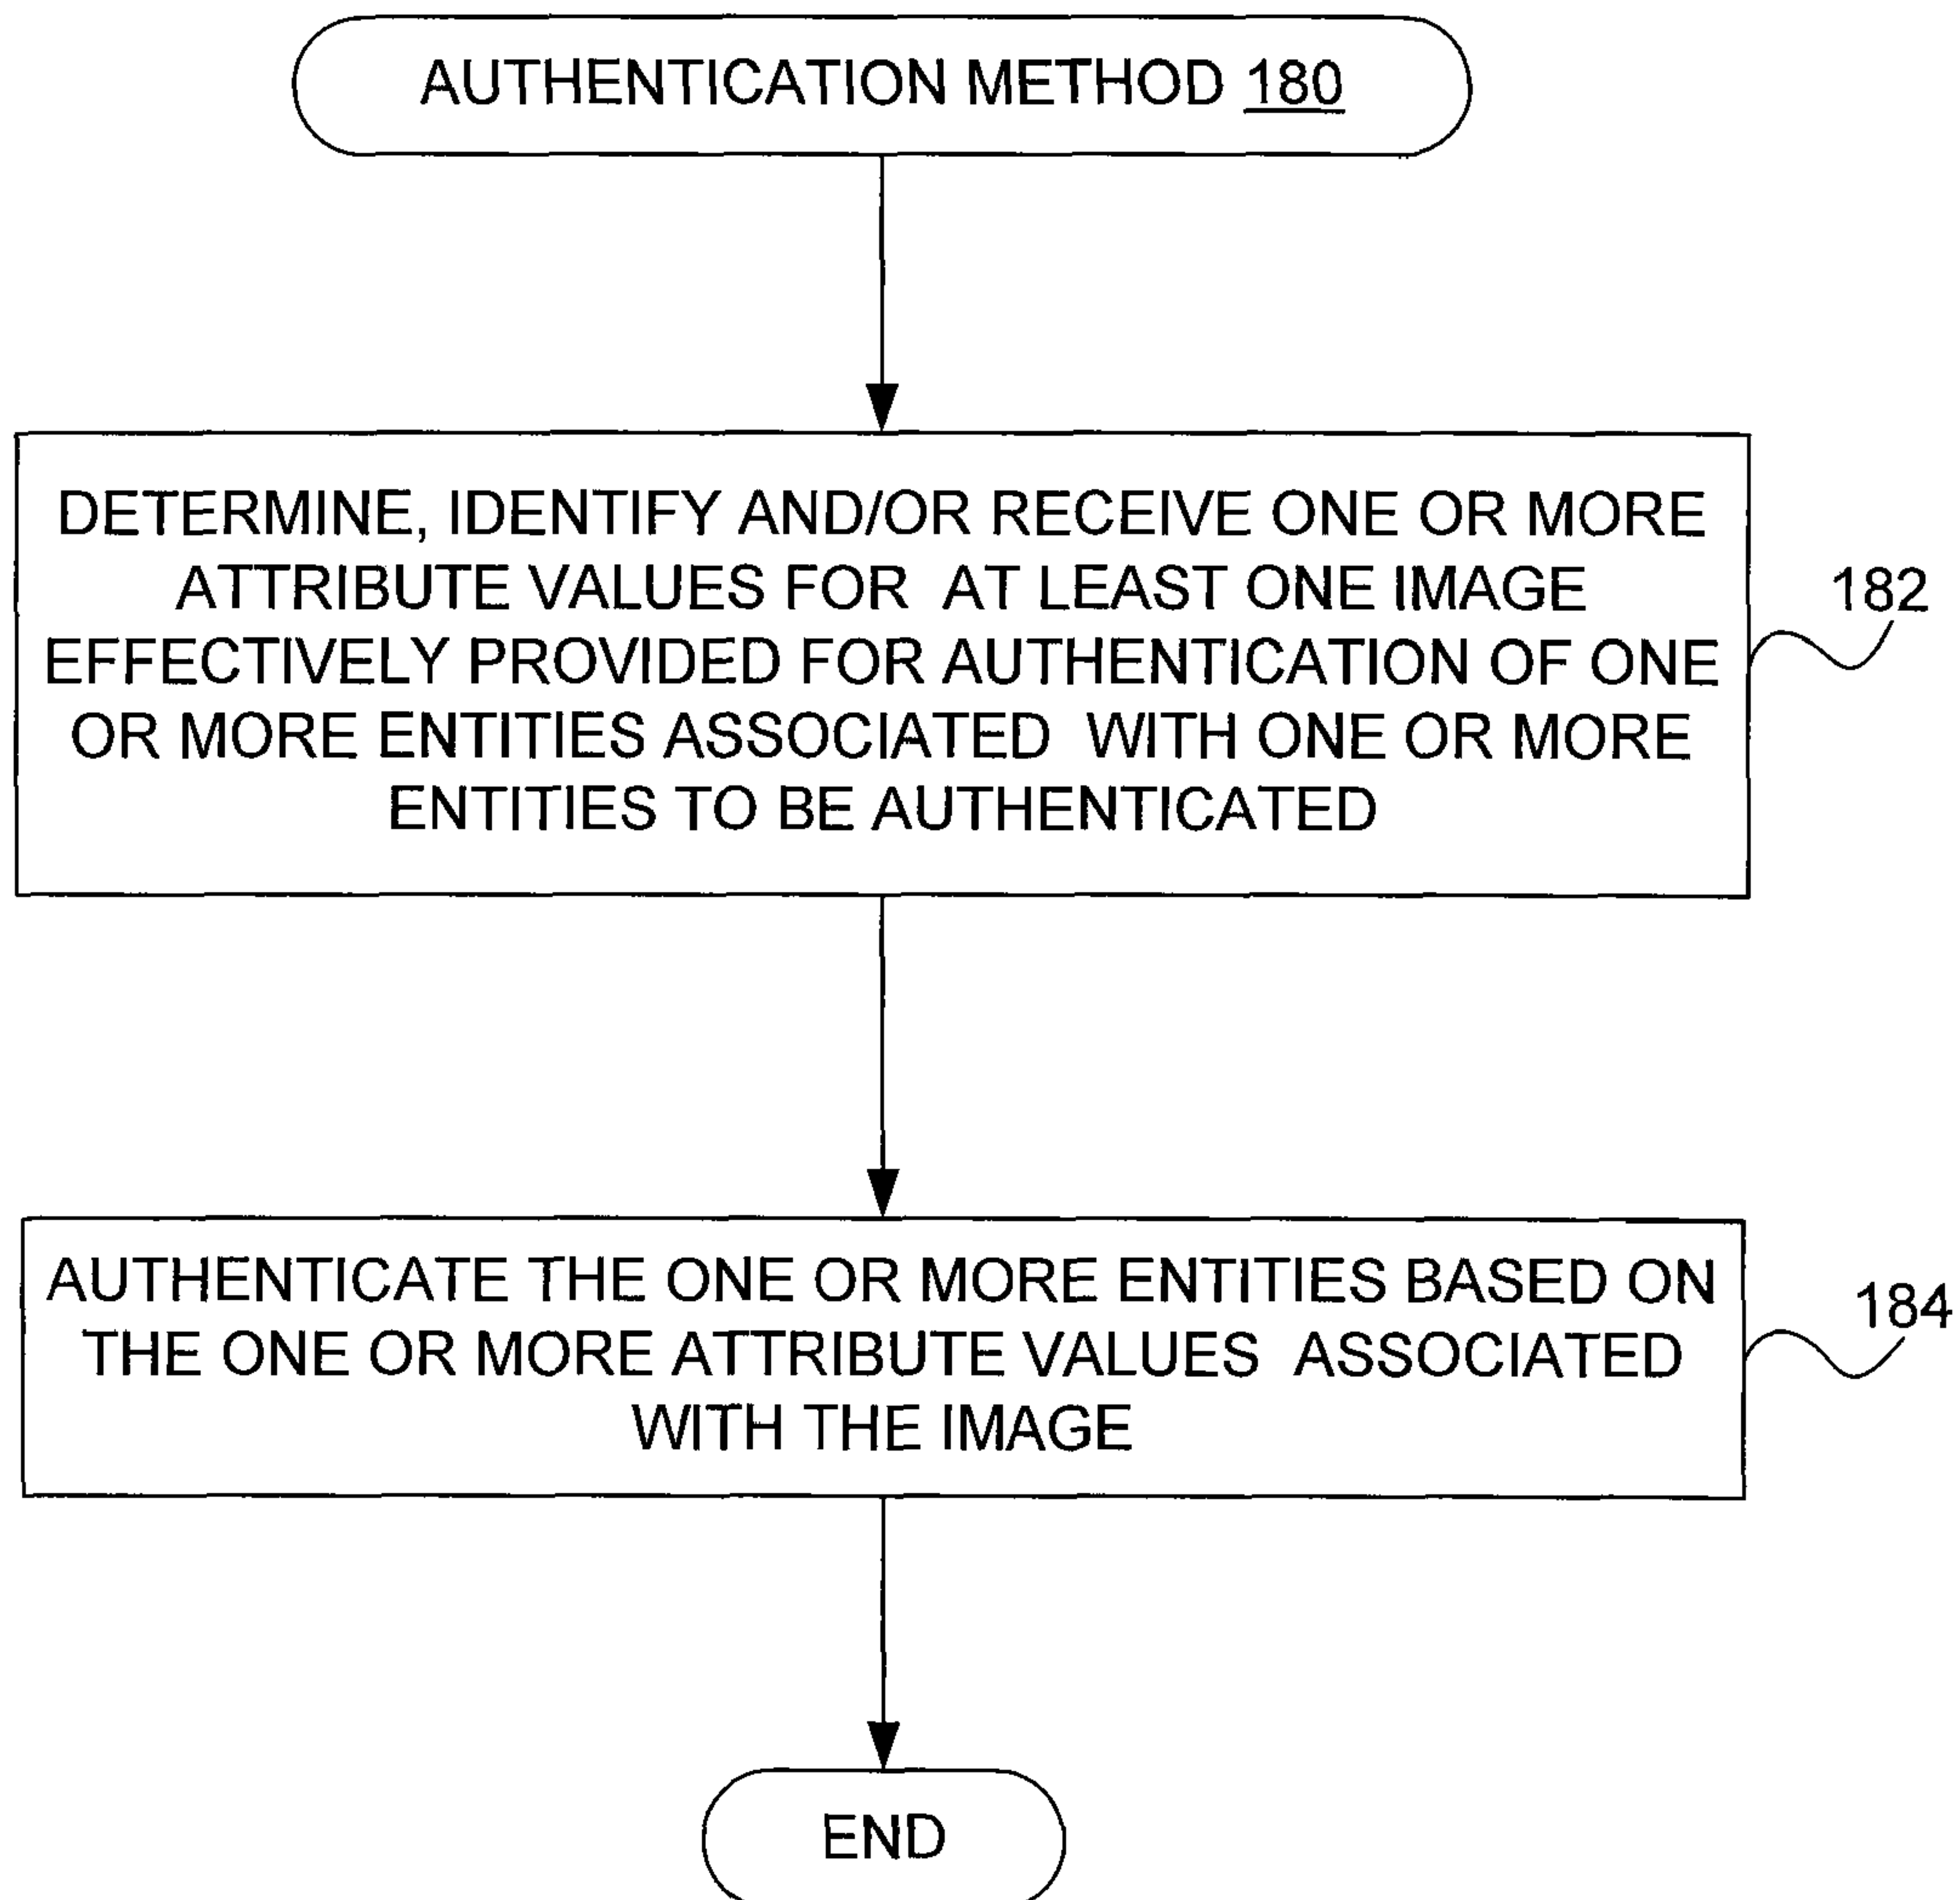 AUTHENTICATION METHOD 180
DETERMINE, IDENTIFY AND/OR RECEIVE ONE OR MORE
ATTRIBUTE VALUES FOR AT LEAST ONE IMAGE
EFFECTIVELY PROVIDED FOR AUTHENTICATION OF ONE
OR MORE ENTITIES ASSOCIATED WITH ONE OR MORE
ENTITIES TO BE AUTHENTICATED
182
AUTHENTICATE THE ONE OR MORE ENTITIES BASED ON
THE ONE OR MORE ATTRIBUTE VALUES ASSOCIATED
WITH THE IMAGE
184
END